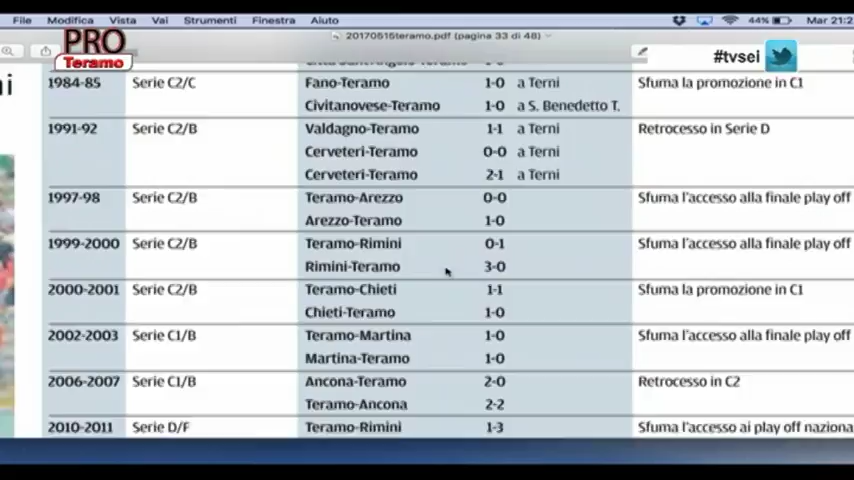 File Modifica Vista Vai Strumenti Finestra Aiuto 44% Mar 21:2
20170516teramo.pdf (pagina 33 di 48)
PRO
Teramo
#tvsei
1984-85 Serie C2/C Fano-Teramo 1-0 a Terni Sfuma la promozione in C1
Civitanovese-Teramo 1-0 a S. Benedetto T.
1991-92 Serie C2/B Valdagno-Teramo 1-1 a Terni Retrocesso in Serie D
Cerveteri-Teramo 0-0 a Terni
Cerveteri-Teramo 2-1 a Terni
1997-98 Serie C2/B Teramo-Arezzo 0-0 Sfuma l'accesso alla finale play off
Arezzo-Teramo 1-0
1999-2000 Serie C2/B Teramo-Rimini 0-1 Sfuma l'accesso alla finale play off
Rimini-Teramo 3-0
2000-2001 Serie C2/B Teramo-Chieti 1-1 Sfuma la promozione in C1
Chieti-Teramo 1-0
2002-2003 Serie C1/B Teramo-Martina 1-0 Sfuma l'accesso alla finale play off
Martina-Teramo 1-0
2006-2007 Serie C1/B Ancona-Teramo 2-0 Retrocesso in C2
Teramo-Ancona 2-2
2010-2011 Serie D/F Teramo-Rimini 1-3 Sfuma l'accesso ai play off naziona